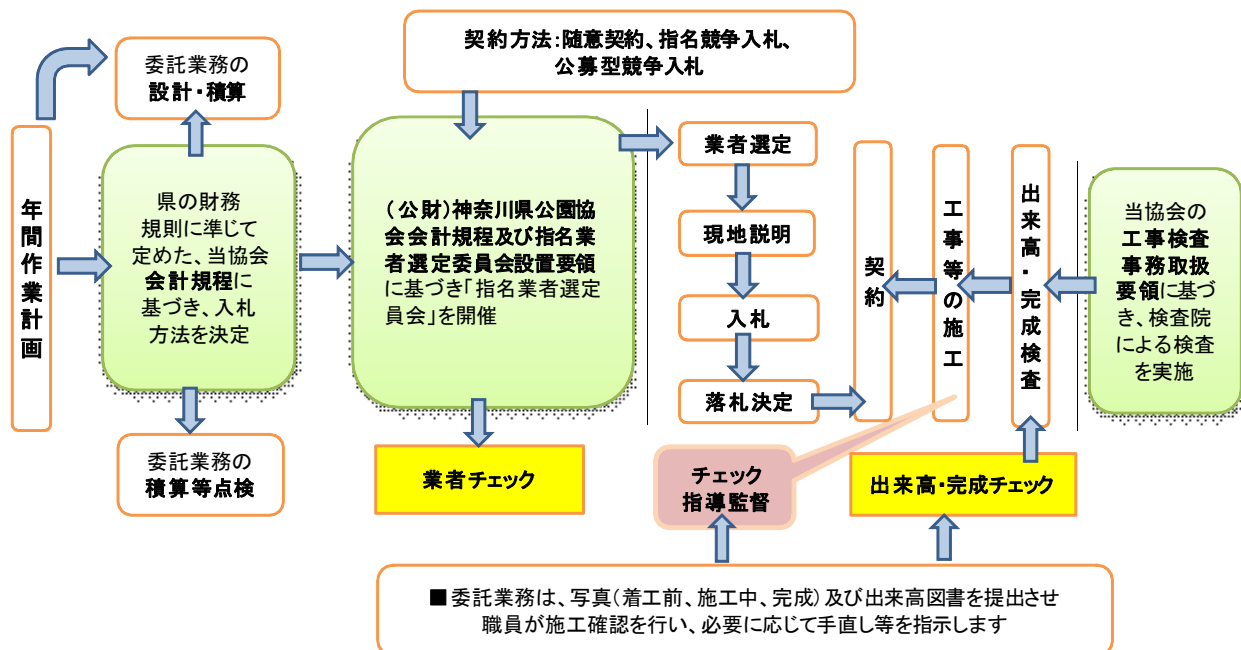 契約方法：随意契約、指名競争入札、
公募型競争入札
委託業務の
設計・積算
年間作業計画
県の財務
規則に準じて
定めた、当協会
会計規程に
基づき、入札
方法を決定
委託業務の
積算等点検
(公財)神奈川県公園協
会会計規程及び指名業
者選定委員会設置要領
に基づき「指名業者選定
員会」を開催
業者チェック
業者選定
現地説明
入札
落札決定
契約
工事等の施工
出来高・完成検査
当協会の
工事検査
事務取扱
要領に基づ
き、検査院
による検査
を実施
チェック
指導監督
出来高・完成チェック
■委託業務は、写真(着工前、施工中、完成)及び出来高図書を提出させ
職員が施工確認を行い、必要に応じて手直し等を指示します